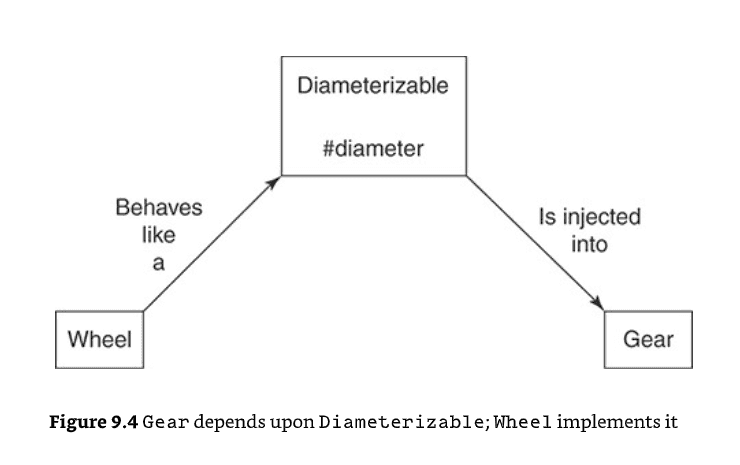 Diameterizable
#diameter
Behaves
like
a
Is injected
into
Wheel
Gear
Figure 9.4 Gear depends upon Diameterizable; Wheel implements it